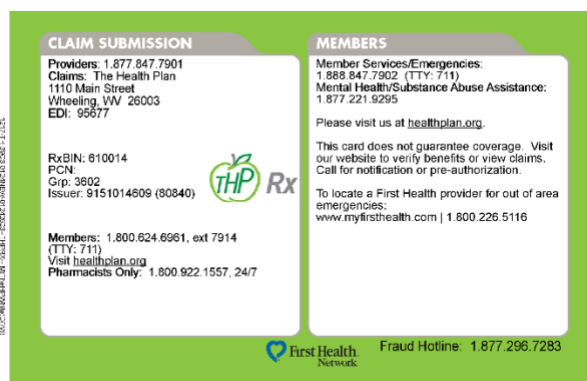 CLAIM SUBMISSION
Providers: 1.877.847.7901
Claims: The Health Plan
1110 Main Street
Wheeling, WV 26003
EDI: 95677
RxBIN: 610014
PCN:
Grp: 3602
Issuer: 9151014609 (80840)
THP Rx
Members: 1.800.624.6961, ext 7914
(TTY: 711)
Visit healthplan.org
Pharmacists Only: 1.800.922.1557, 24/7
MEMBERS
Member Services/Emergencies:
1.888.847.7902 (TTY: 711)
Mental Health/Substance Abuse Assistance:
1.877.221.9295
Please visit us at healthplan.org.
This card does not guarantee coverage. Visit
our website to verify benefits or view claims.
Call for notification or pre-authorization.
To locate a First Health provider for out of area
emergencies:
www.myfirsthealth.com | 1.800.226.5116
First Health.
Network
Fraud Hotline: 1.877.296.7283